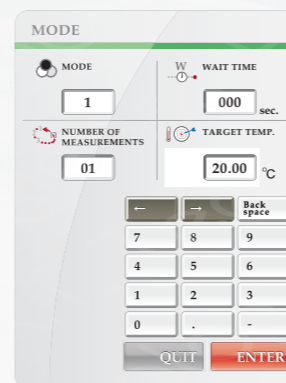 MODE
MODE
W WAIT TIME
1
000 sec.
NUMBER OF
MEASUREMENTS
TARGET TEMP.
01
20.00 °C
← → Back
space
7 8 9
4 5 6
1 2 3
0 . -
QUIT ENTER